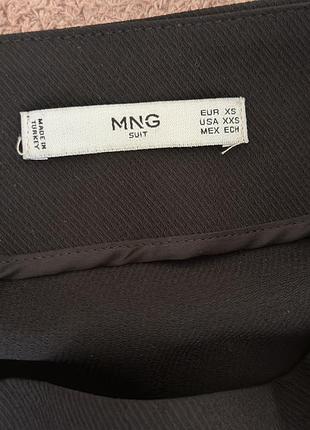 MADE IN
TURKEY
MNG
SUIT
EUR XS
USA XXS
MEX ECH